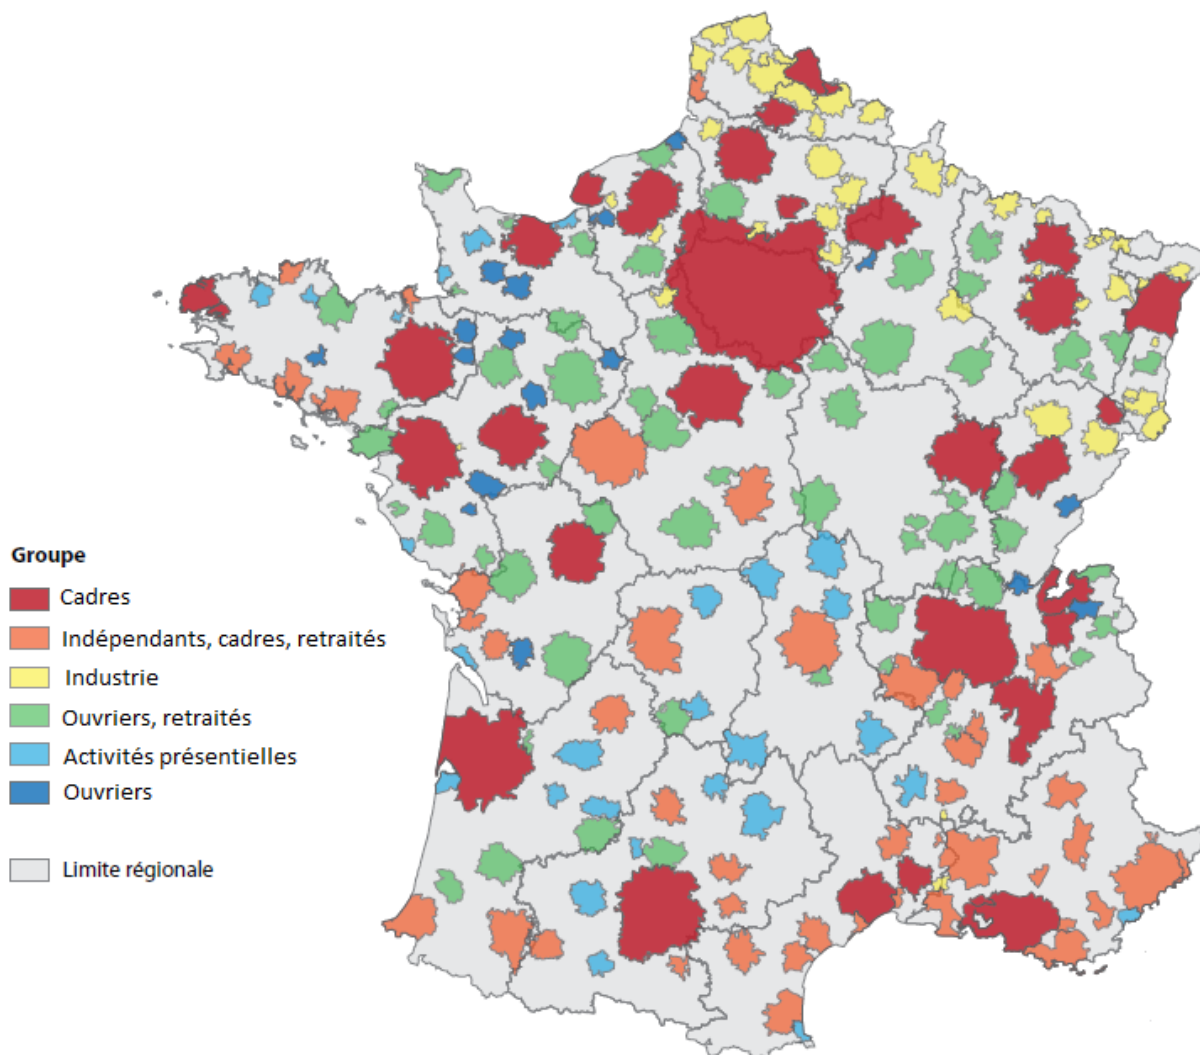 Groupe
Cadres
Indépendants, cadres, retraités
Industrie
Ouvriers, retraités
Activités présentielles
Ouvriers
Limite régionale